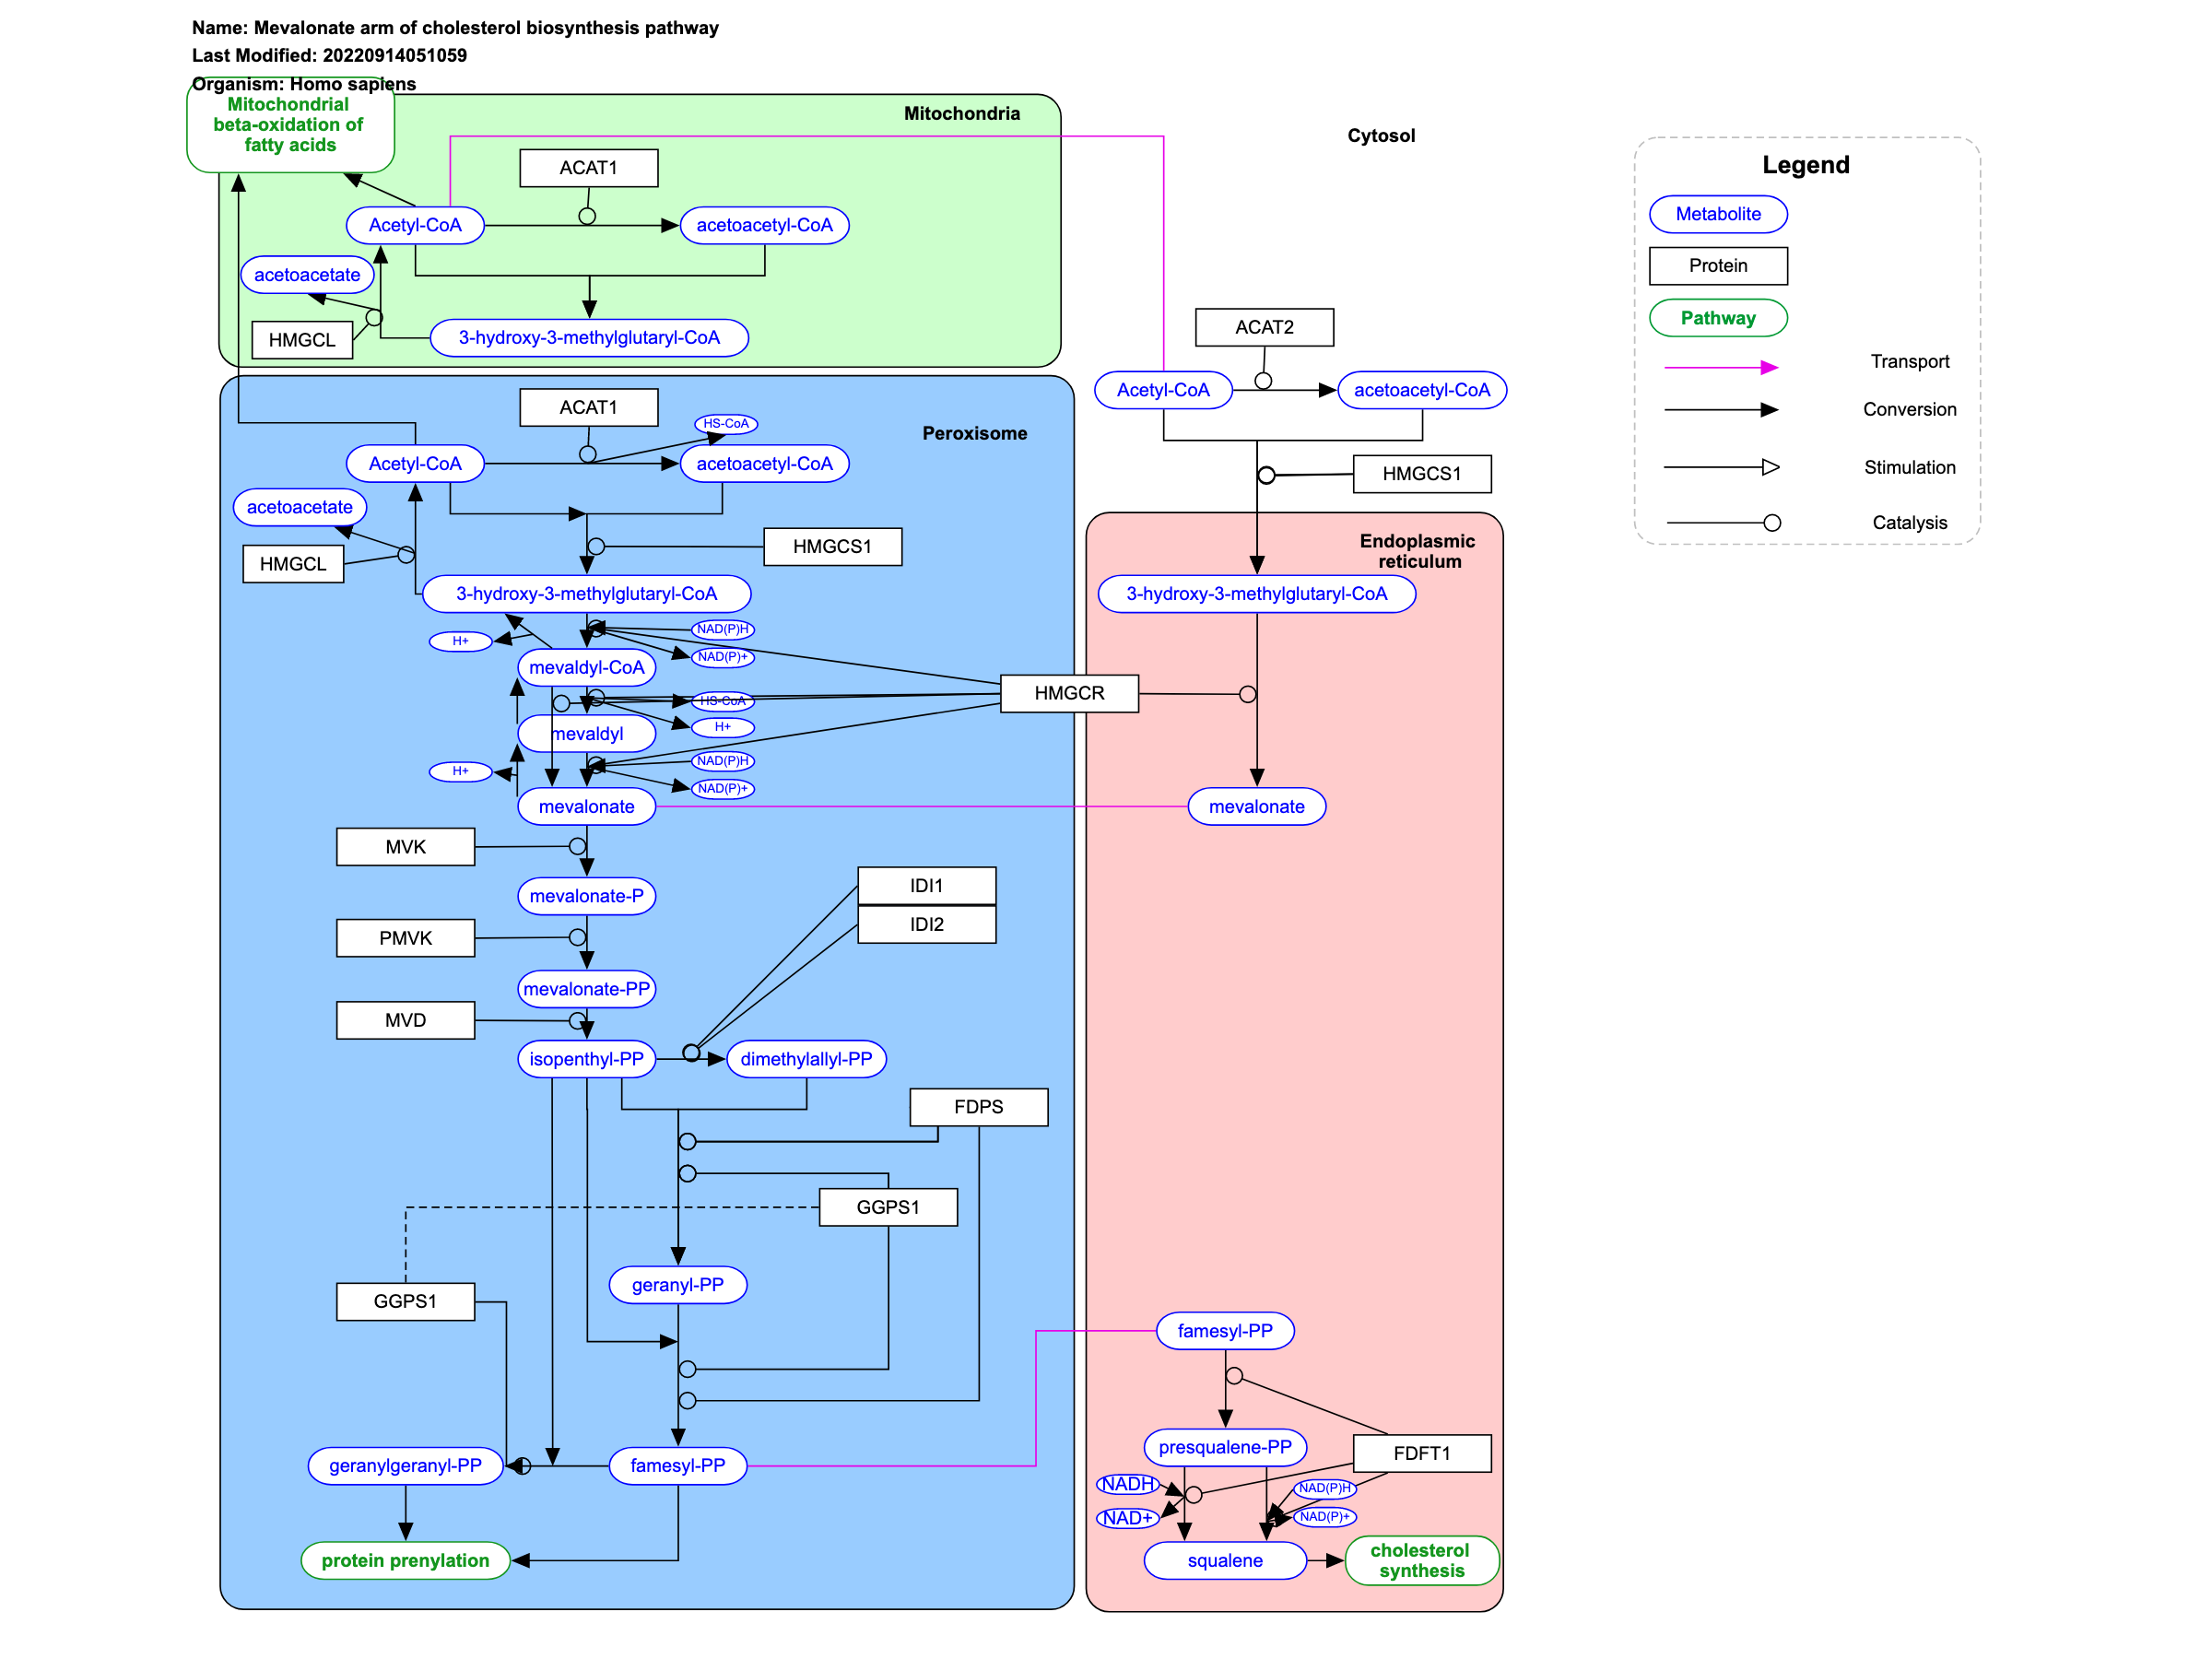 Name: Mevalonate arm of cholesterol biosynthesis pathway
Last Modified: 20220914051059
Organism: Homo sapiens
Mitochondrial
beta-oxidation of
fatty acids
Mitochondria
Cytosol
ACAT1
Acetyl-CoA
acetoacetyl-CoA
acetoacetate
HMGCL
3-hydroxy-3-methylglutaryl-CoA
Legend
Metabolite
Protein
Pathway
Transport
Conversion
Stimulation
Catalysis
ACAT2
Acetyl-CoA
acetoacetyl-CoA
HMGCS1
Peroxisome
ACAT1
HS-CoA
Acetyl-CoA
acetoacetyl-CoA
acetoacetate
HMGCL
HMGCS1
3-hydroxy-3-methylglutaryl-CoA
H+
NAD(P)H
NAD(P)+
mevaldyl-CoA
HS-CoA
H+
mevaldyl
H+
NAD(P)H
NAD(P)+
mevalonate
HMGCR
Endoplasmic
reticulum
3-hydroxy-3-methylglutaryl-CoA
mevalonate
MVK
mevalonate-P
PMVK
mevalonate-PP
MVD
IDI1
IDI2
isopenthyl-PP
dimethylallyl-PP
FDPS
GGPS1
geranyl-PP
GGPS1
geranylgeranyl-PP
famesyl-PP
protein prenylation
famesyl-PP
presqualene-PP
FDFT1
NADH
NAD+
NAD(P)H
NAD(P)+
squalene
cholesterol
synthesis